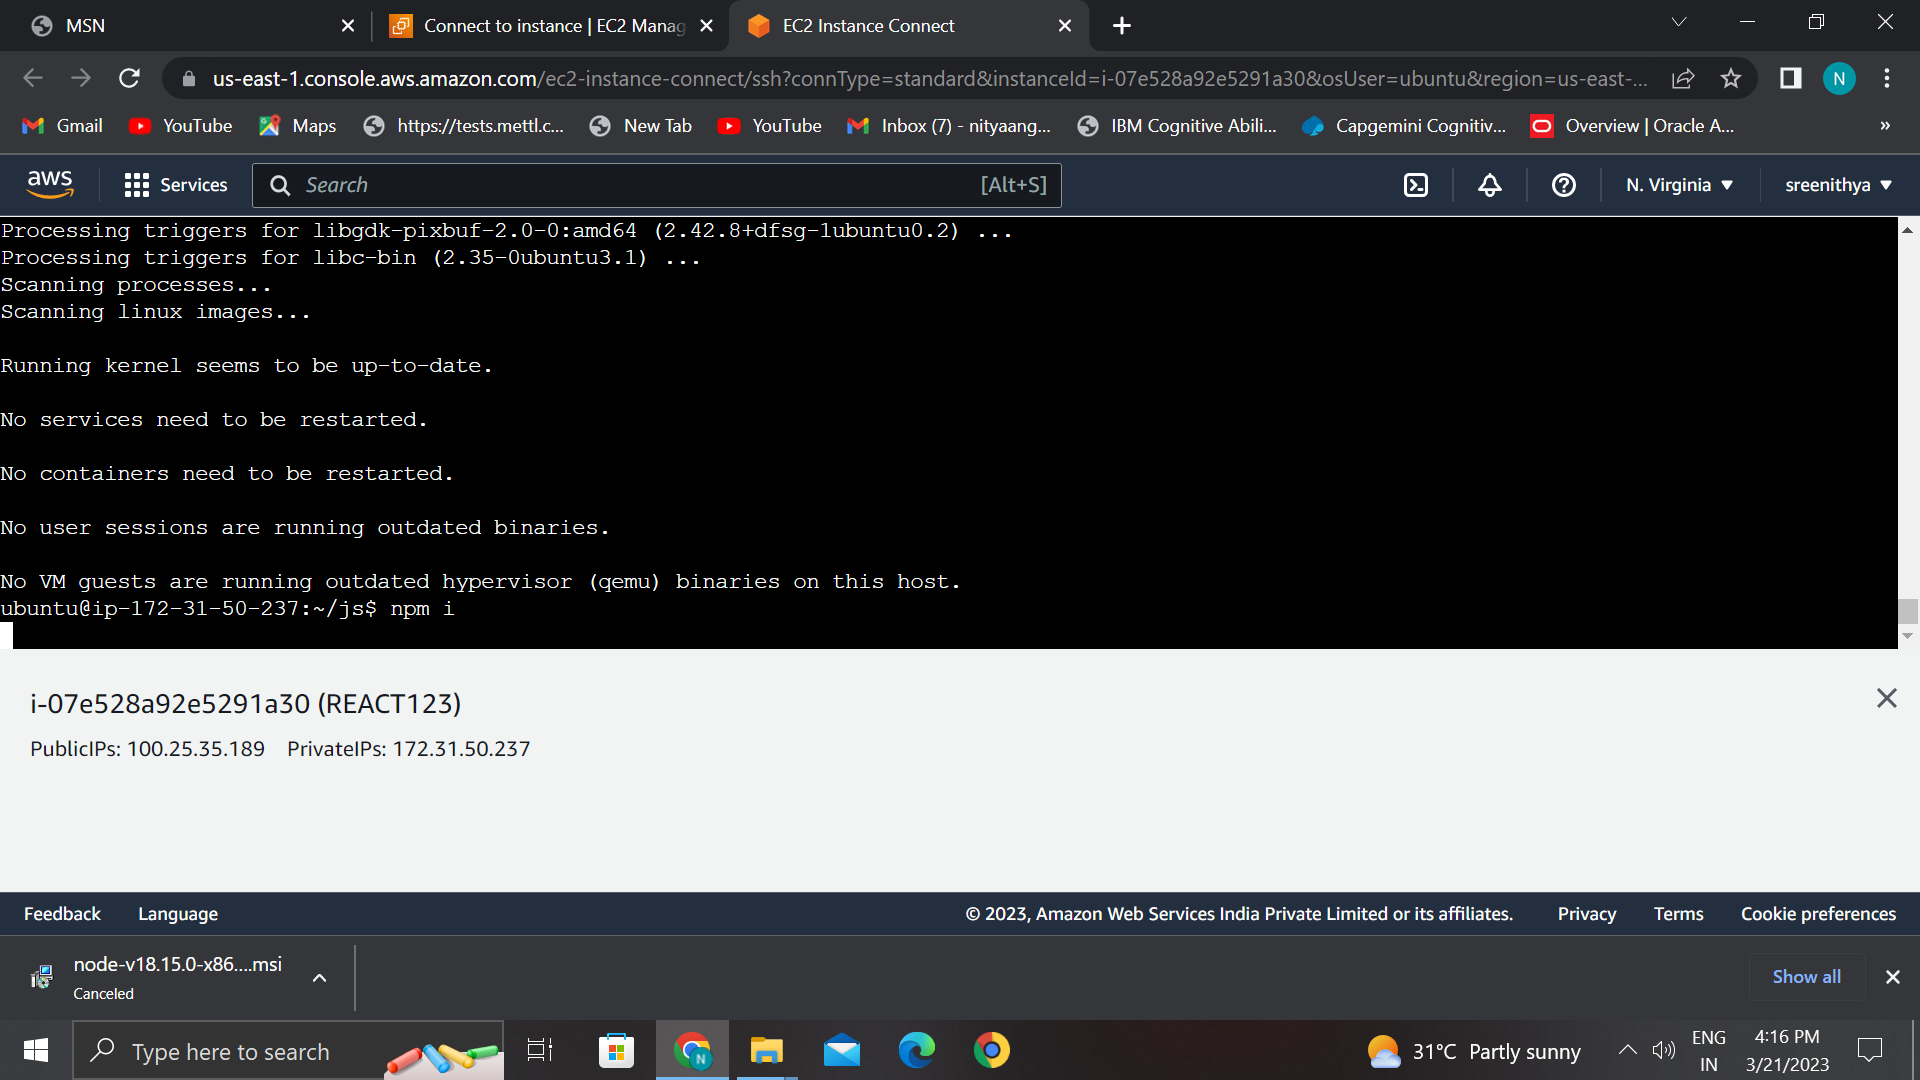 MSN
Connect to instance | EC2 Manag
EC2 Instance Connect
us-east-1.console.aws.amazon.com/ec2-instance-connect/ssh?connType=standard&instanceId=i-07e528a92e5291a30&osUser=ubuntu&region=us-east-...
N
Gmail
YouTube
Maps
https://tests.mettl.c...
New Tab
YouTube
Inbox (7) - nityaang...
IBM Cognitive Abili...
Capgemini Cognitiv...
Overview | Oracle A...
»
aws
Services
Search
[Alt+S]
N. Virginia
sreenithya
Processing triggers for libgdk-pixbuf-2.0-0:amd64 (2.42.8+dfsg-1ubuntu0.2) ...
Processing triggers for libc-bin (2.35-0ubuntu3.1) ...
Scanning processes...
Scanning linux images...
Running kernel seems to be up-to-date.
No services need to be restarted.
No containers need to be restarted.
No user sessions are running outdated binaries.
No VM guests are running outdated hypervisor (qemu) binaries on this host.
ubuntu@ip-172-31-50-237:~/js$ npm i
i-07e528a92e5291a30 (REACT123)
PublicIPs: 100.25.35.189 PrivateIPs: 172.31.50.237
Feedback
Language
© 2023, Amazon Web Services India Private Limited or its affiliates.
Privacy
Terms
Cookie preferences
node-v18.15.0-x86....msi
Canceled
Show all
Type here to search
N
31°C Partly sunny
ENG
IN
4:16 PM
3/21/2023